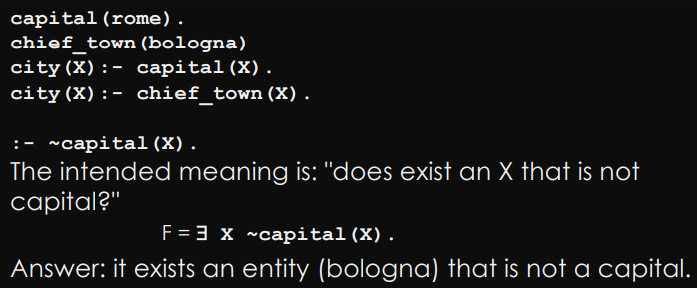 capital(rome).
chief_town(bologna)
city(X):- capital(X).
city(X):- chief_town(X).
:- ~capital(X).
The intended meaning is: "does exist an X that is not
capital?"
F = ∃ X ~capital(X).
Answer: it exists an entity (bologna) that is not a capital.